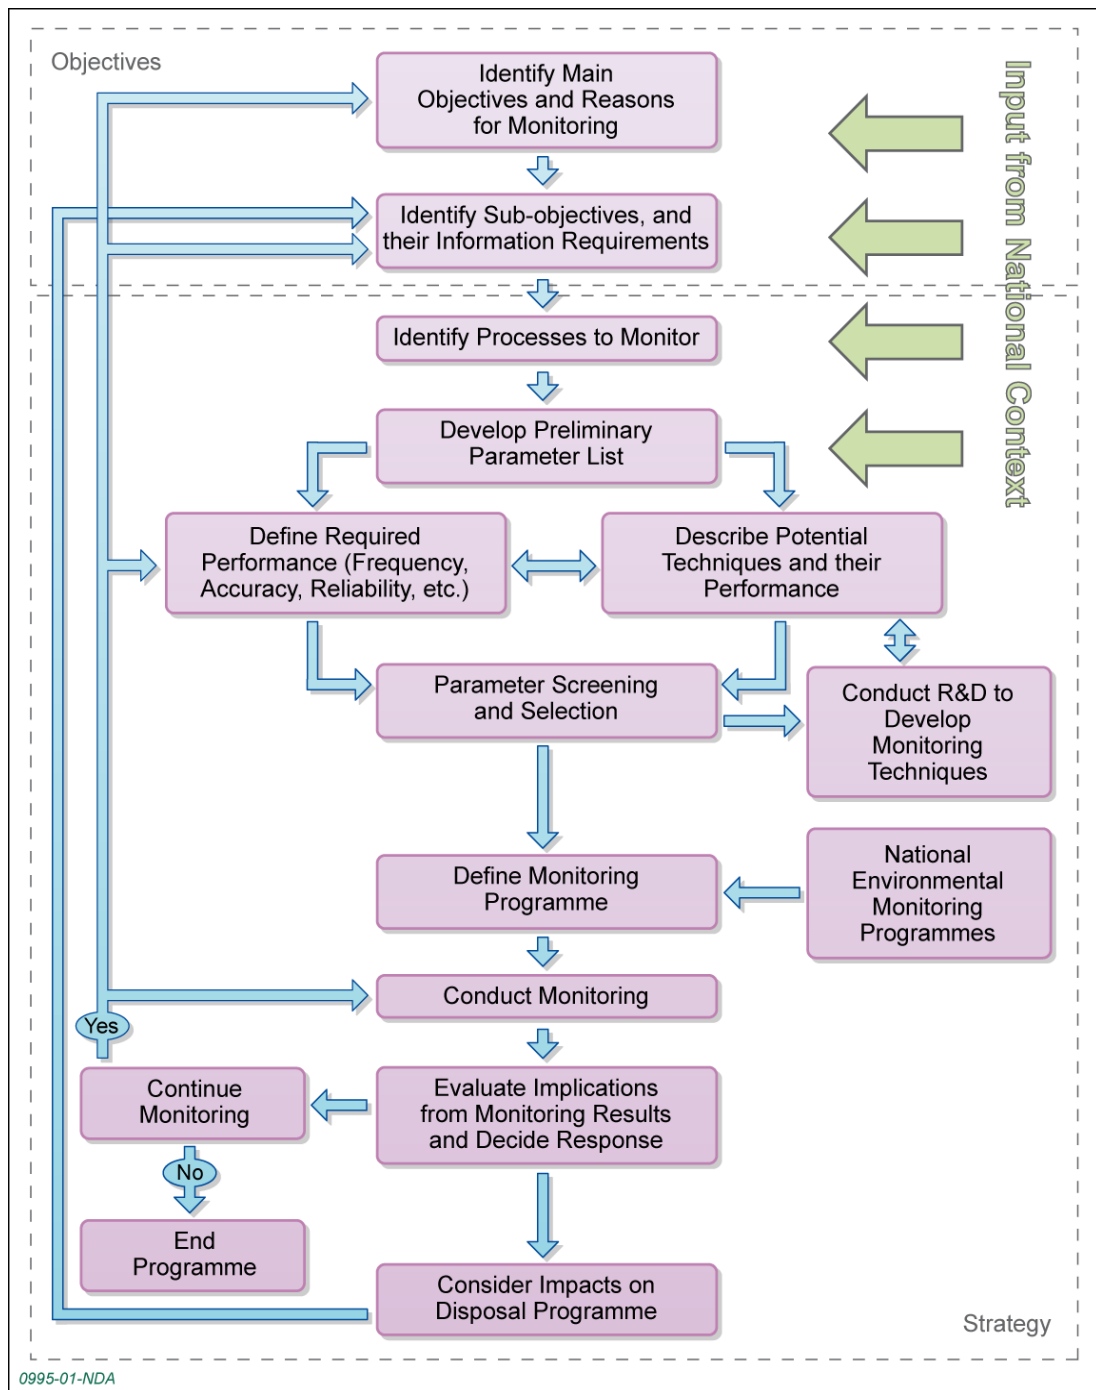 Objectives
Identify Main
Objectives and Reasons
for Monitoring
Input from National Context
Identify Sub-objectives, and
their Information Requirements
Identify Processes to Monitor
Develop Preliminary
Parameter List
Define Required
Performance (Frequency,
Accuracy, Reliability, etc.)
Describe Potential
Techniques and their
Performance
Parameter Screening
and Selection
Conduct R&D to
Develop
Monitoring
Techniques
Define Monitoring
Programme
National
Environmental
Monitoring
Programmes
Conduct Monitoring
Yes
Continue
Monitoring
Evaluate Implications
from Monitoring Results
and Decide Response
No
End
Programme
Consider Impacts on
Disposal Programme
Strategy
0995-01-NDA